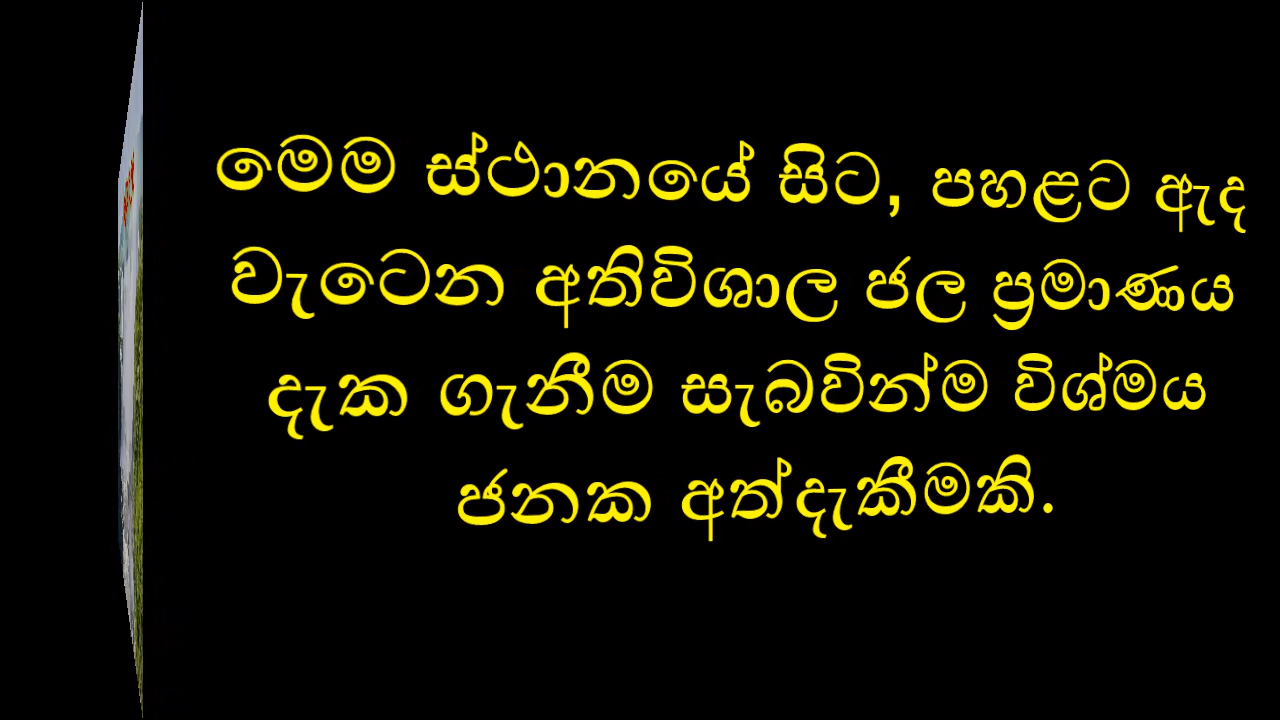 මෙම ස්ථානයේ සිට, පහළට ඇද
වැටෙන අතිවිශාල ජල ප්‍රමාණය
දැක ගැනීම සැබවින්ම විශ්මය
ජනක අත්දැකීමකි.